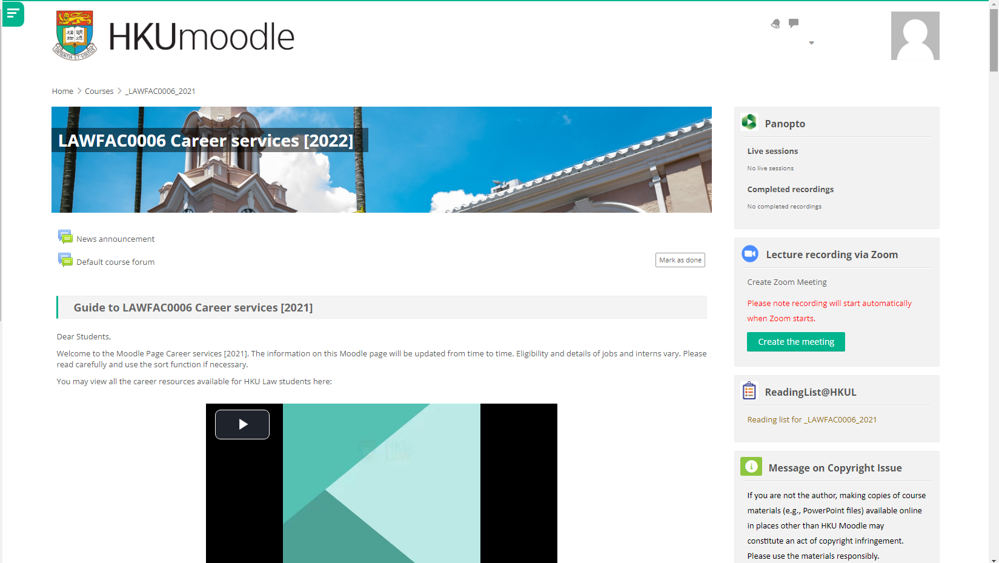 HKUmoodle
Home
Courses
_LAWFAC0006_2021
LAWFAC0006 Career services [2022]
News announcement
Default course forum
Mark as done
Guide to LAWFAC0006 Career services [2021]
Dear Students,
Welcome to the Moodle Page Career services [2021]. The information on this Moodle page will be updated from time to time. Eligibility and details of jobs and interns vary. Please
read carefully and use the sort function if necessary.
You may view all the career resources available for HKU Law students here:
Panopto
Live sessions
No live sessions
Completed recordings
No completed recordings
Lecture recording via Zoom
Create Zoom Meeting
Please note recording will start automatically
when Zoom starts.
Create the meeting
ReadingList@HKUL
Reading list for _LAWFAC0006_2021
Message on Copyright Issue
If you are not the author, making copies of course
materials (e.g., PowerPoint files) available online
in places other than HKU Moodle may
constitute an act of copyright infringement.
Please use the materials responsibly.